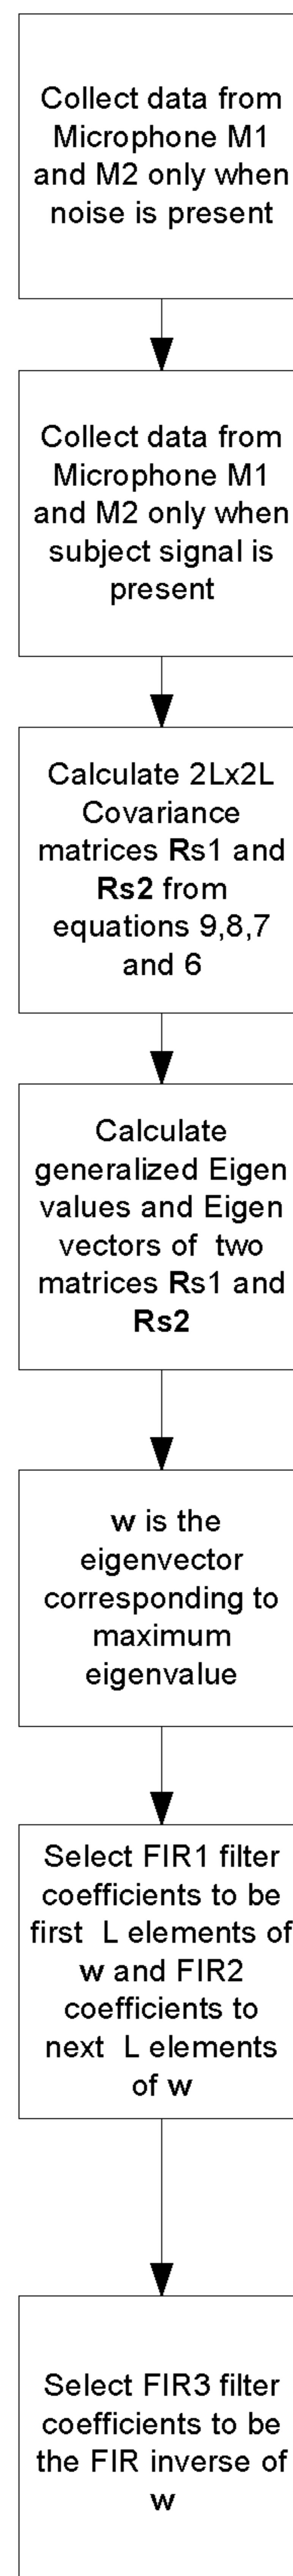 Collect data from
Microphone M1
and M2 only when
noise is present
Collect data from
Microphone M1
and M2 only when
subject signal is
present
Calculate 2Lx2L
Covariance
matrices Rs1 and
Rs2 from
equations 9,8,7
and 6
Calculate
generalized Eigen
values and Eigen
vectors of two
matrices Rs1 and
Rs2
w is the
eigenvector
corresponding to
maximum
eigenvalue
Select FIR1 filter
coefficients to be
first L elements of
w and FIR2
coefficients to
next L elements
of w
Select FIR3 filter
coefficients to be
the FIR inverse of
w